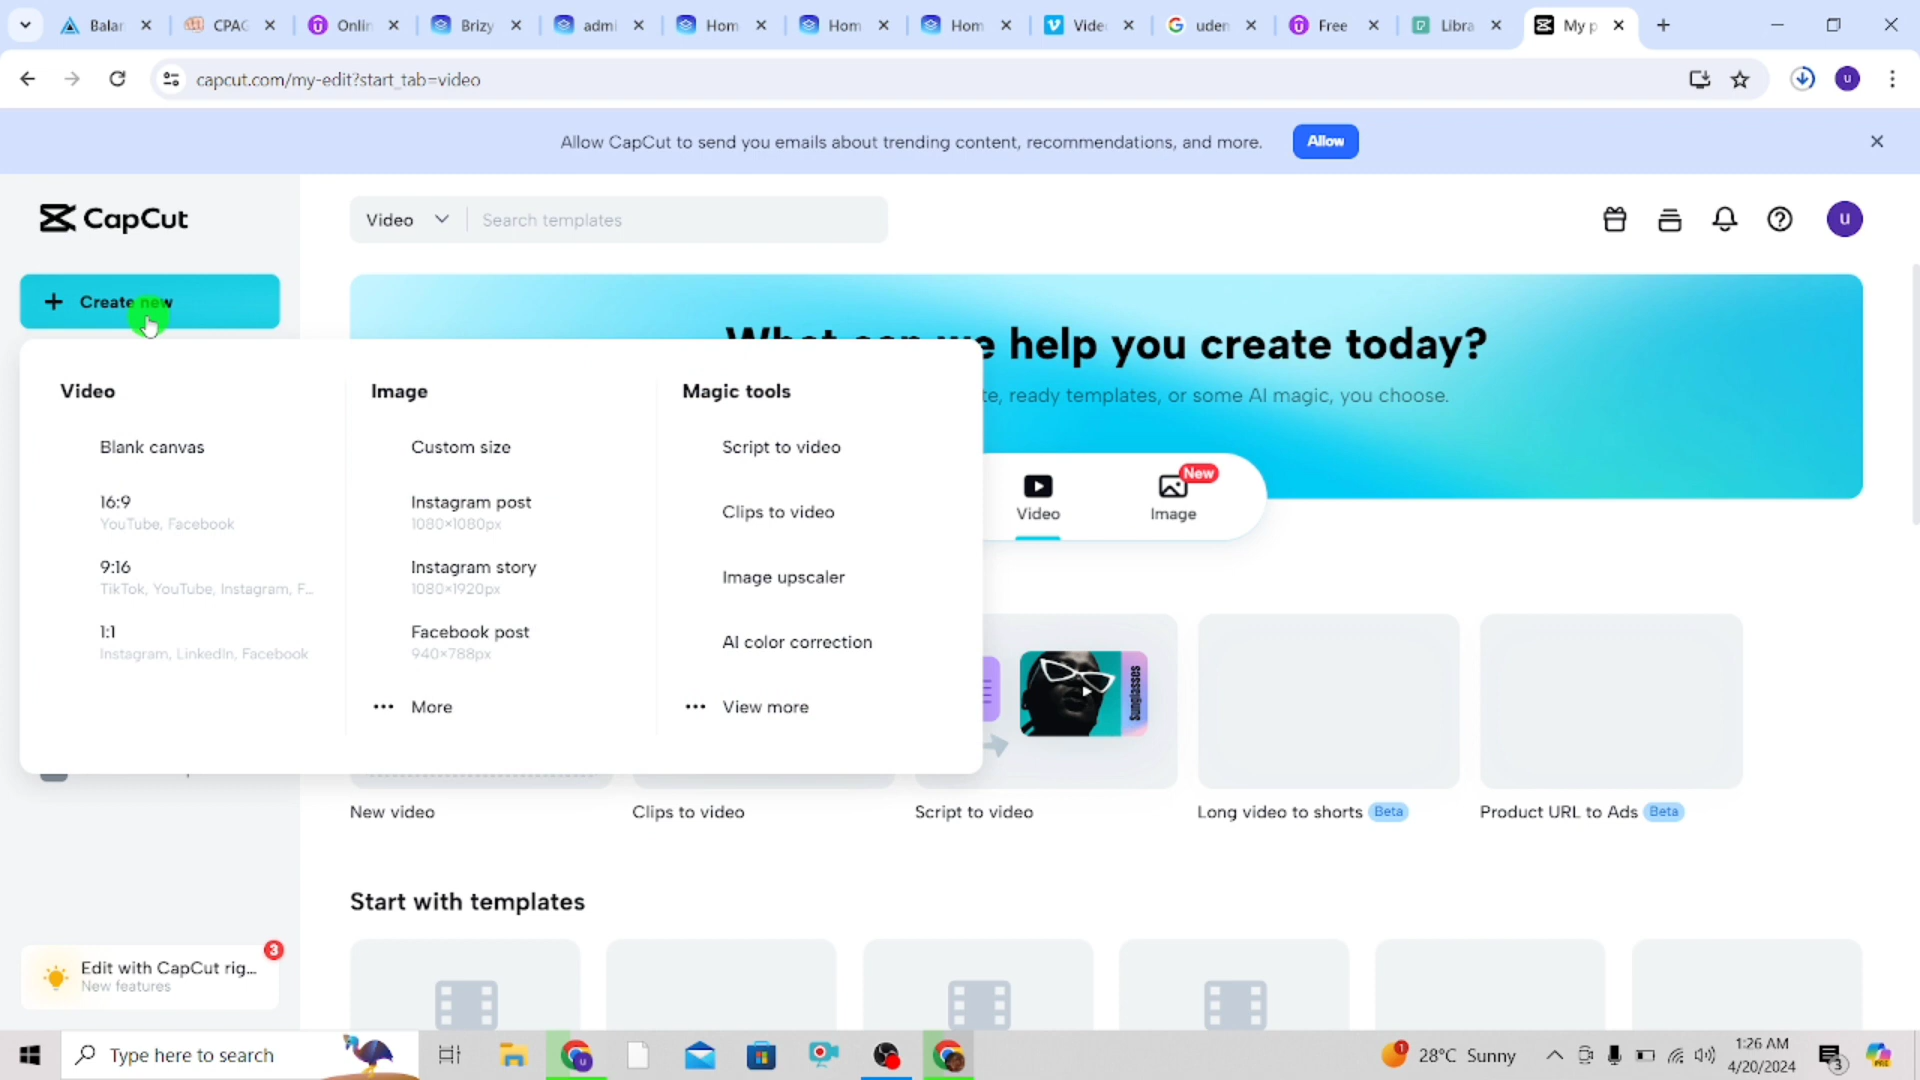 Balar
CPAG
Onlin
Brizy
admi
Hom
Hom
Hom
Vide
uden
Free
Libra
My p
capcut.com/my-edit?start_tab=video
u
Allow CapCut to send you emails about trending content, recommendations, and more.
Allow
CapCut
Video
Search templates
u
+ Create new
help you create today?
ready templates, or some AI magic, you choose.
Video
Image
Magic tools
Blank canvas
Custom size
Script to video
16:9
YouTube, Facebook
Instagram post
1080×1080px
Clips to video
9:16
TikTok, YouTube, Instagram, F...
Instagram story
1080×1920px
Image upscaler
1:1
Instagram, LinkedIn, Facebook
Facebook post
940×788px
AI color correction
••• More
••• View more
Video
New
Image
Sunglasses
New video
Clips to video
Script to video
Long video to shorts Beta
Product URL to Ads Beta
Start with templates
3
Edit with CapCut rig...
New features
Type here to search
u
1
28°C Sunny
1:26 AM
4/20/2024
3
PRE